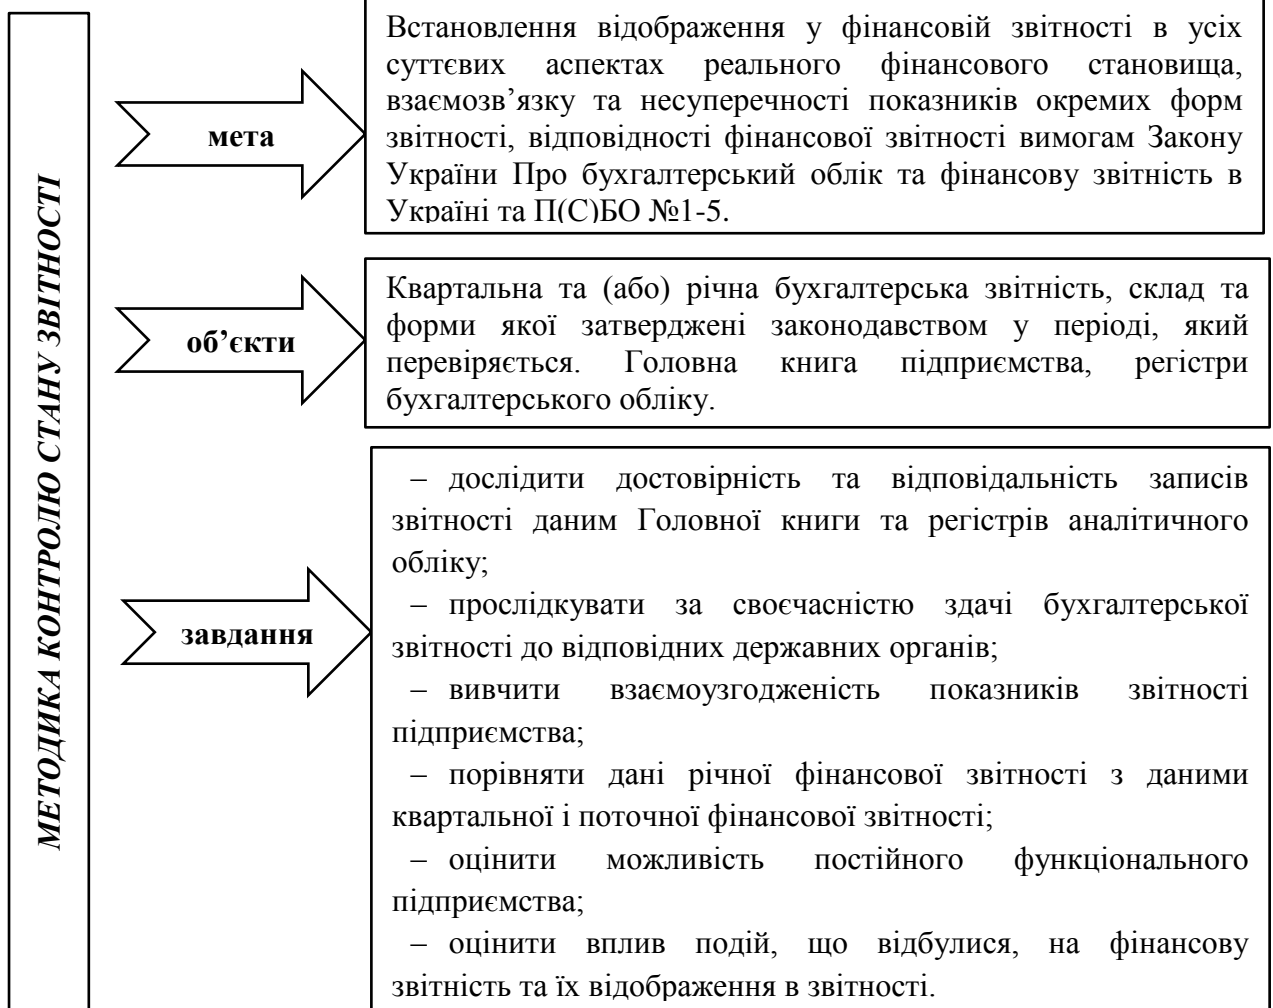 МЕТОДИКА КОНТРОЛЮ СТАНУ ЗВІТНОСТІ
мета
Встановлення відображення у фінансовій звітності в усіх
суттєвих аспектах реального фінансового становища,
взаємозв’язку та несуперечності показників окремих форм
звітності, відповідності фінансової звітності вимогам Закону
України Про бухгалтерський облік та фінансову звітність в
Україні та П(С)БО №1-5.
об’єкти
Квартальна та (або) річна бухгалтерська звітність, склад та
форми якої затверджені законодавством у періоді, який
перевіряється. Головна книга підприємства, регістри
бухгалтерського обліку.
завдання
– дослідити достовірність та відповідальність записів
звітності даним Головної книги та регістрів аналітичного
обліку;
– прослідкувати за своєчасністю здачі бухгалтерської
звітності до відповідних державних органів;
– вивчити взаємоузгодженість показників звітності
підприємства;
– порівняти дані річної фінансової звітності з даними
квартальної і поточної фінансової звітності;
– оцінити можливість постійного функціонального
підприємства;
– оцінити вплив подій, що відбулися, на фінансову
звітність та їх відображення в звітності.